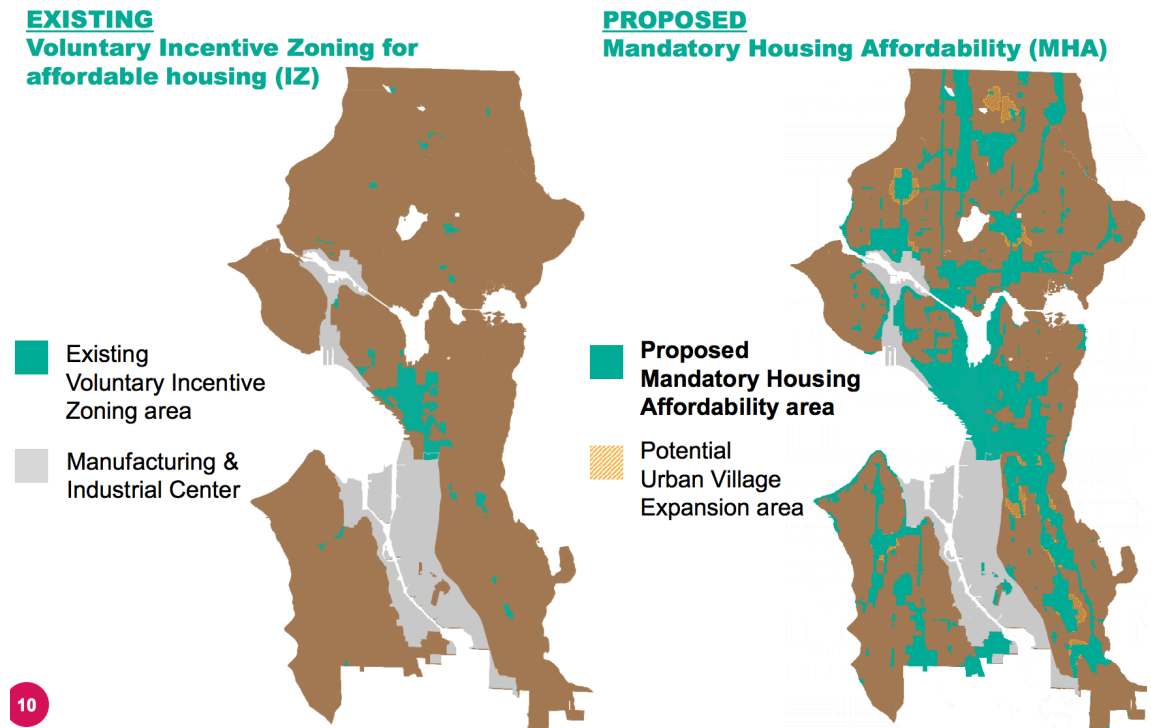 EXISTING
Voluntary Incentive Zoning for
affordable housing (IZ)
PROPOSED
Mandatory Housing Affordability (MHA)
Existing
Voluntary Incentive
Zoning area
Manufacturing &
Industrial Center
Proposed
Mandatory Housing
Affordability area
Potential
Urban Village
Expansion area
10